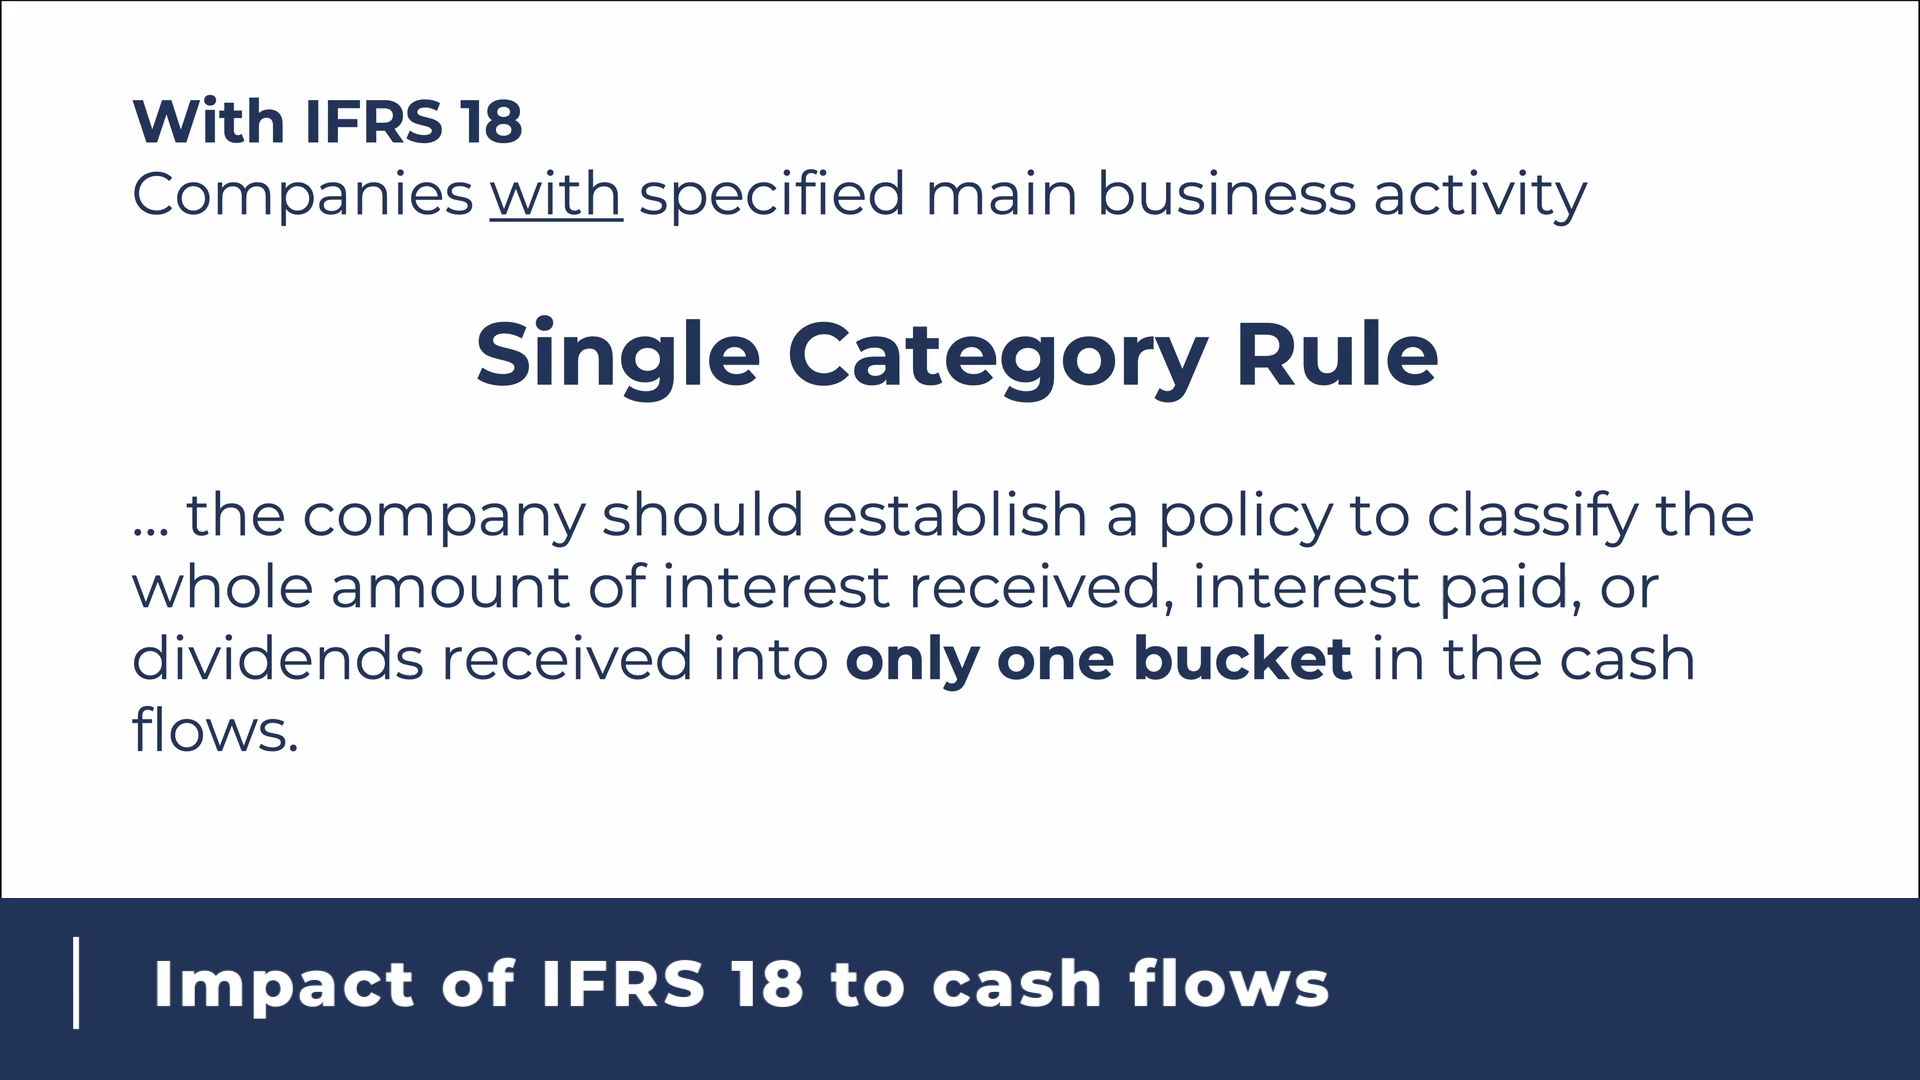 With IFRS 18
Companies with specified main business activity
Single Category Rule
... the company should establish a policy to classify the
whole amount of interest received, interest paid, or
dividends received into only one bucket in the cash
flows.
Impact of IFRS 18 to cash flows